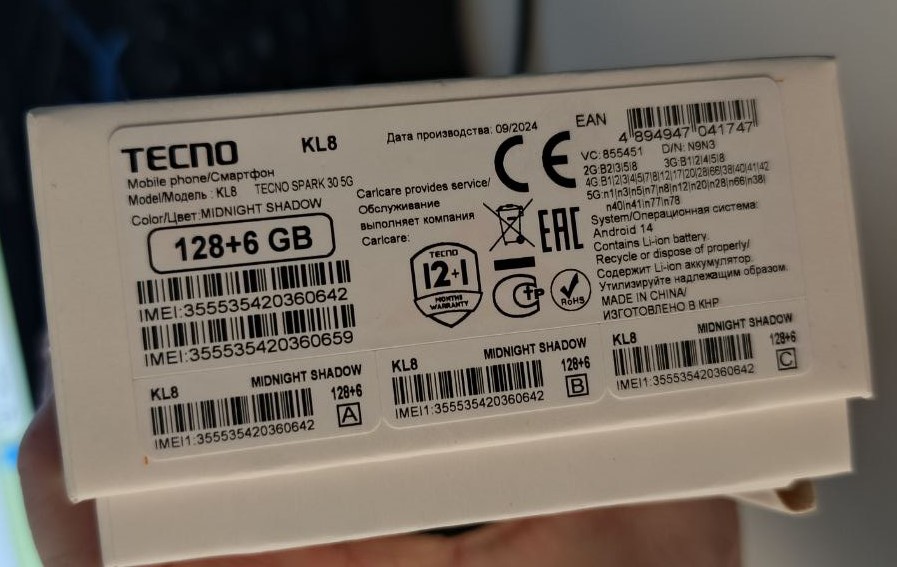 TECNO
KL8
Mobile phone/Смартфон
Model/Модель : KL8 TECNO SPARK 30 5G
Color/Цвет:MIDNIGHT SHADOW
128+6 GB
IMEI:355535420360642
IMEI:355535420360659
Дата производства: 09/2024
Carlcare provides service/
Обслуживание
выполняет компания
Carlcare:
CE
EAC
TECNO
12+1
MONTHS
WARRANTY
RoHS
EAN
4 894947 041747
VC: 855451 D/N: N9N3
2G:B2|3|5|8 3G:B1|2|4|5|8
4G:B1|2|3|4|5|7|8|12|17|20|28|66|38|40|41|42
5G:n1|n3|n5|n7|n8|n12|n20|n28|n66|n38|
n40|n41|n77|n78
System/Операционная система:
Android 14
Contains Li-ion battery.
Recycle or dispose of properly/
Содержит Li-ion аккумулятор.
Утилизируйте надлежащим образом.
MADE IN CHINA/
ИЗГОТОВЛЕНО В КНР
KL8 MIDNIGHT SHADOW
128+6
IMEI1:355535420360642
A
KL8 MIDNIGHT SHADOW
128+6
IMEI1:355535420360642
B
KL8 MIDNIGHT SHADOW
128+6
IMEI1:355535420360642
C